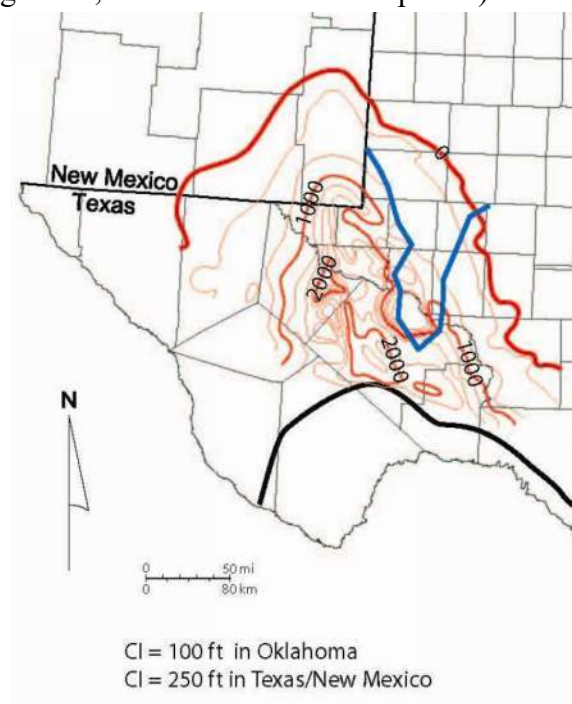 0
New Mexico
Texas
1000
2000
2000
1000
N
0 50 mi
0 80 km
CI = 100 ft in Oklahoma
CI = 250 ft in Texas/New Mexico